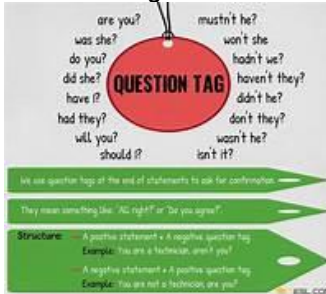 are you?
was she?
do you?
did she?
have I?
had they?
will you?
should I?
QUESTION TAG
mustn't he?
won't she
hadn't we?
haven't they?
didn't he?
don't they?
wasn't he?
isn't it?
We use question tags at the end of statements to ask for confirmation.
They mean something like: "All right?" or "Do you agree?".
Structure: A positive statement + A negative question tag
Example: You are a technician, aren't you?
A negative statement + A positive question tag
Example: You are not a technician, are you?